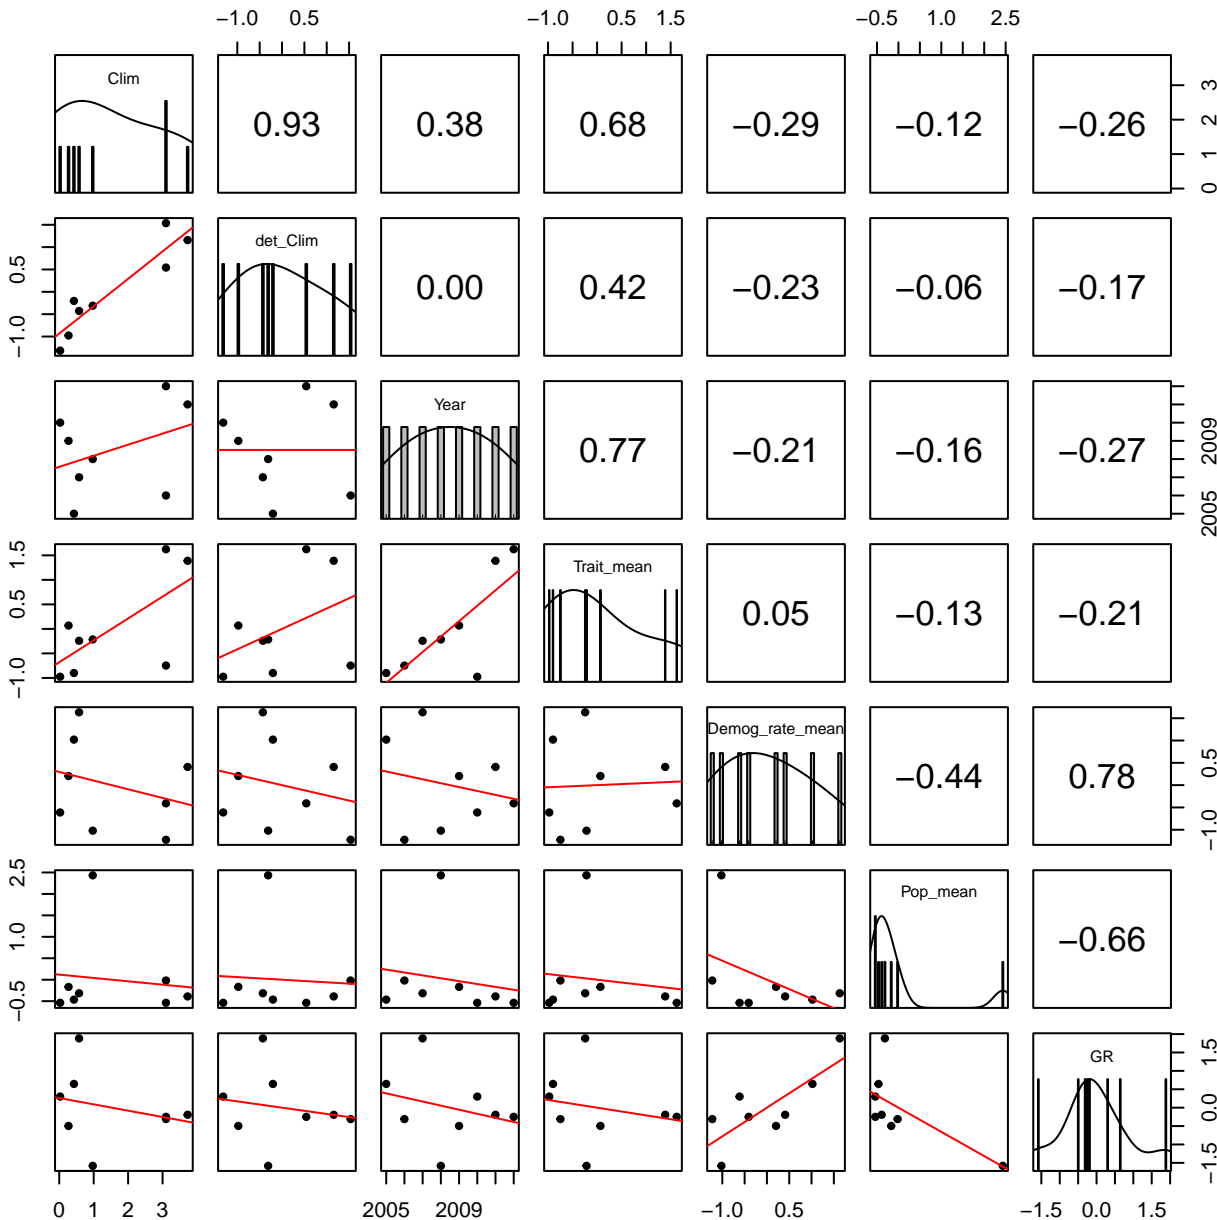 −1.0 0.5 −1.0 0.5 1.5 −0.5 1.0 2.5
Clim 0.93 0.38 0.68 −0.29 −0.12 −0.26
0 1 2 3
det_Clim 0.00 0.42 −0.23 −0.06 −0.17
−1.0 0.5
Year 0.77 −0.21 −0.16 −0.27
2005 2009
Trait_mean 0.05 −0.13 −0.21
−1.0 0.5 1.5
Demog_rate_mean −0.44 0.78
−1.0 0.5
Pop_mean −0.66
−0.5 1.0 2.5
GR
−1.5 0.0 1.5
0 1 2 3 2005 2009 −1.0 0.5 −1.5 0.0 1.5